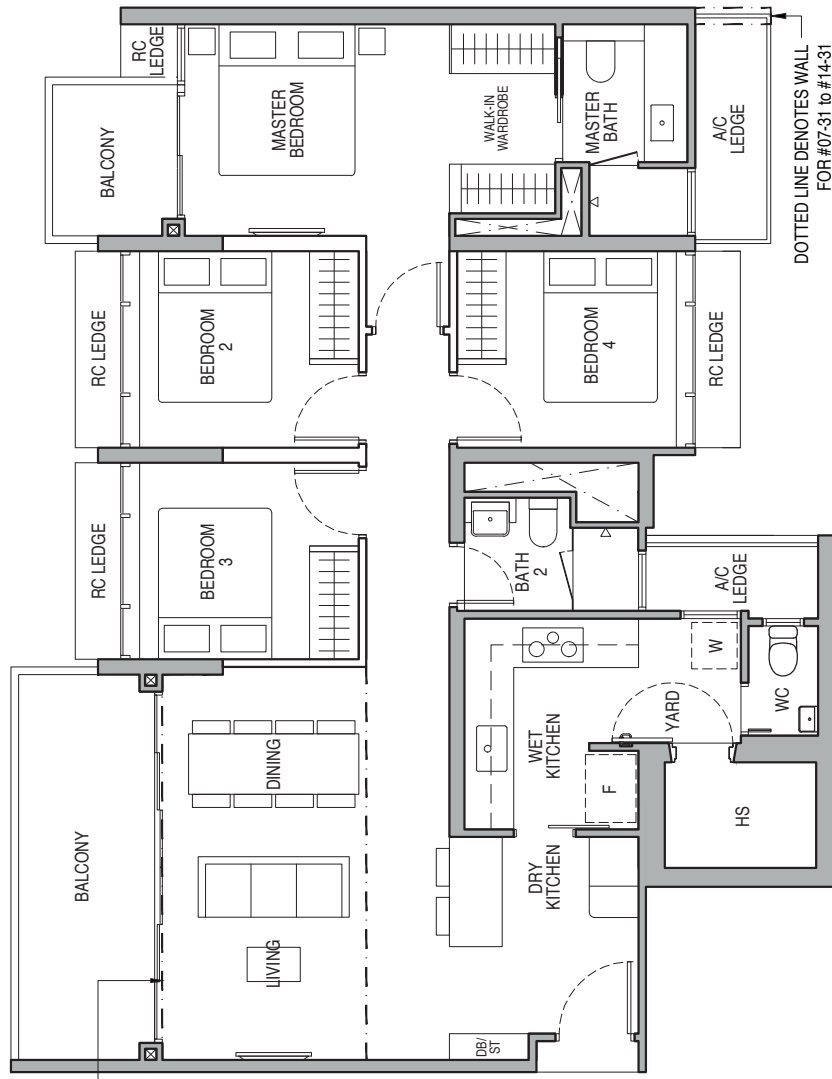 RC
LEDGE
BALCONY
MASTER
BEDROOM
WALK-IN
WARDROBE
MASTER
BATH
A/C
LEDGE
DOTTED LINE DENOTES WALL
FOR #07-31 to #14-31
RC LEDGE
BEDROOM
2
BEDROOM
4
RC LEDGE
RC LEDGE
BEDROOM
3
BATH
2
A/C
LEDGE
BALCONY
DINING
LIVING
WET
KITCHEN
DRY
KITCHEN
F
W
YARD
WC
HS
DB/
ST